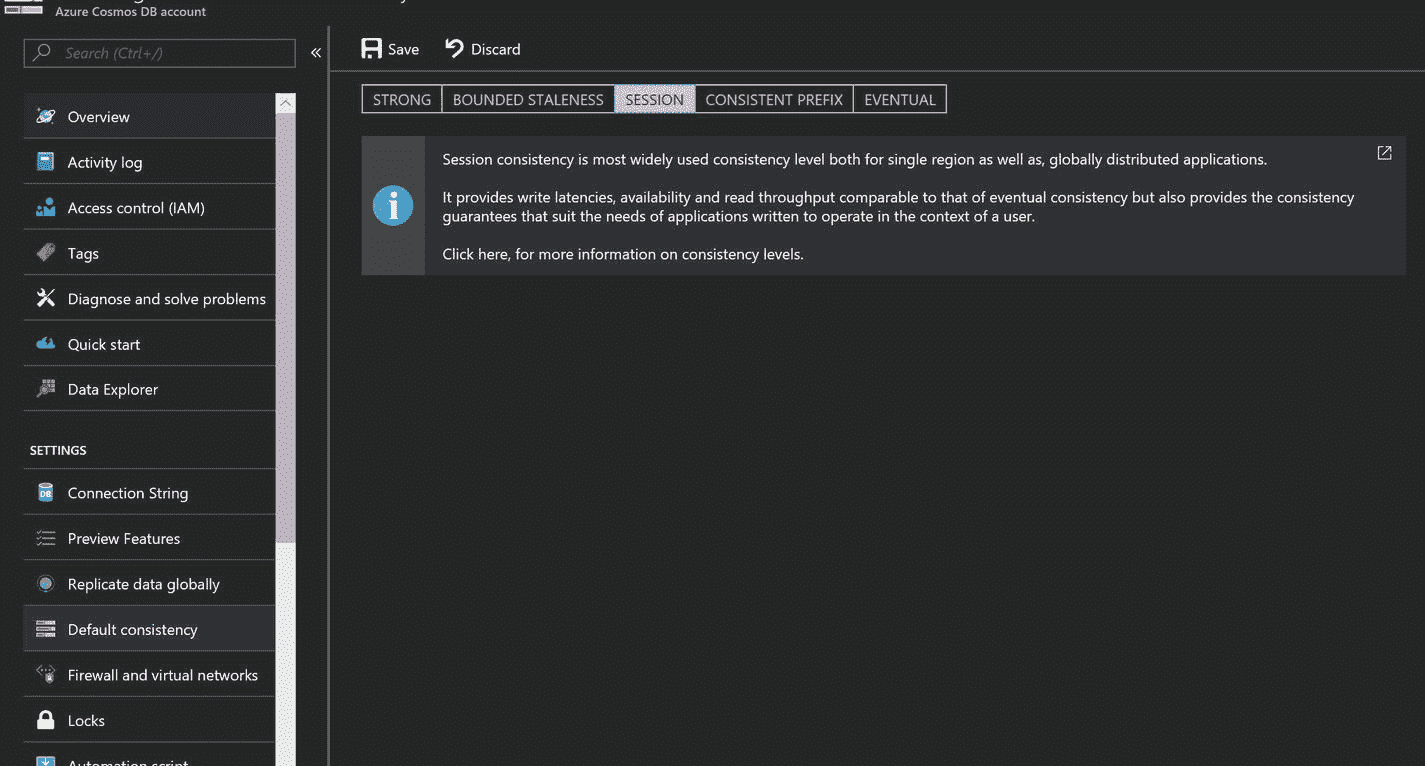 Azure Cosmos DB account
Search (Ctrl+/)
«
Save
Discard
STRONG
BOUNDED STALENESS
SESSION
CONSISTENT PREFIX
EVENTUAL
Overview
Activity log
Access control (IAM)
Tags
Diagnose and solve problems
Quick start
Data Explorer
SETTINGS
DB
Connection String
Preview Features
Replicate data globally
Default consistency
Firewall and virtual networks
Locks
Automation script
Session consistency is most widely used consistency level both for single region as well as, globally distributed applications.
It provides write latencies, availability and read throughput comparable to that of eventual consistency but also provides the consistency
guarantees that suit the needs of applications written to operate in the context of a user.
Click here, for more information on consistency levels.